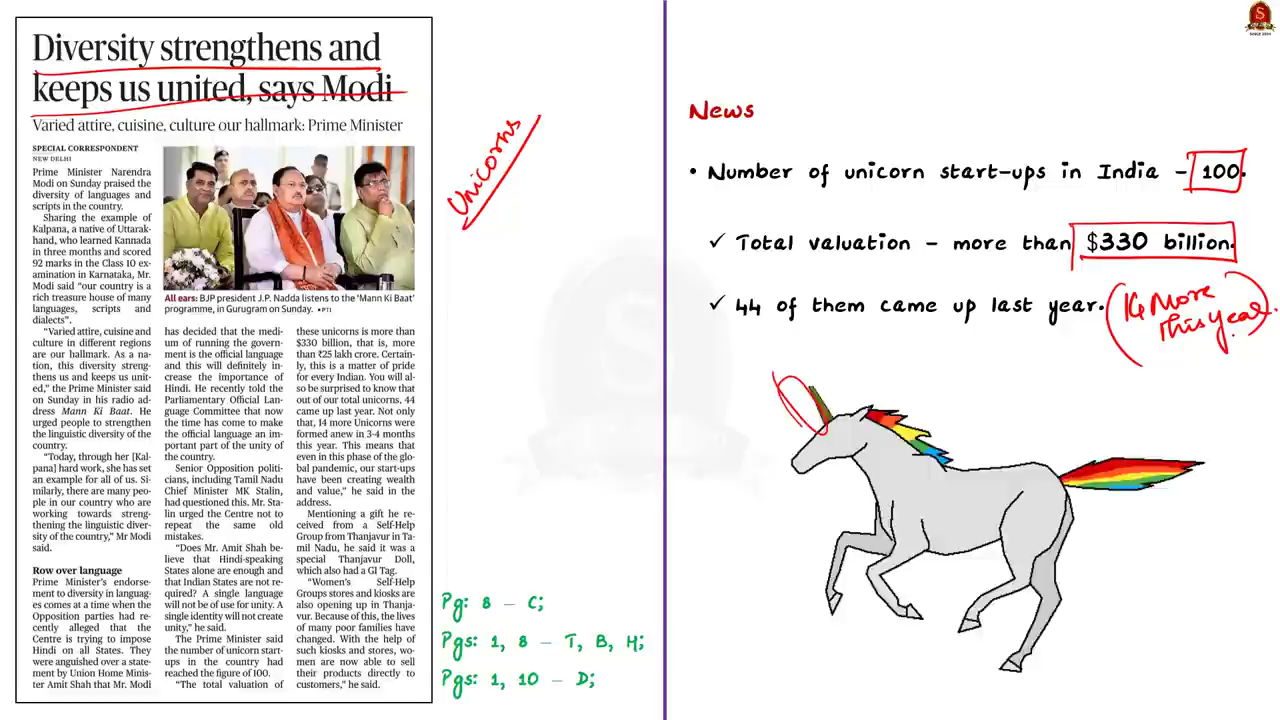 Diversity strengthens and
keeps us united, says Modi
Varied attire, cuisine, culture our hallmark: Prime Minister
SPECIAL CORRESPONDENT
NEW DELHI
Prime Minister Narendra
Modi on Sunday praised the
diversity of languages and
scripts in the country.
Sharing the example of
Kalpana, a native of Uttarak-
hand, who learned Kannada
in three months and scored
92 marks in the Class 10 ex-
amination in Karnataka, Mr.
Modi said "our country is a
rich treasure house of many
languages, scripts and
dialects".
"Varied attire, cuisine and
culture in different regions
are our hallmark. As a na-
tion, this diversity streng-
thens us and keeps us unit-
ed," the Prime Minister said
on Sunday in his radio ad-
dress Mann Ki Baat. He
urged people to strengthen
the linguistic diversity of the
country.
"Today, through her [Kal-
pana] hard work, she has set
an example for all of us. Si-
milarly, there are many peo-
ple in our country who are
working towards streng-
thening the linguistic diver-
sity of the country," Mr Modi
said.
Row over language
Prime Minister's endorse-
ment to diversity in languag-
es comes at a time when the
Opposition parties had re-
cently alleged that the
Centre is trying to impose
Hindi on all States. They
were anguished over a state-
ment by Union Home Minis-
ter Amit Shah that Mr. Modi
All ears: BJP president J.P. Nadda listens to the 'Mann Ki Baat'
programme, in Gurugram on Sunday. • PTI
has decided that the medi-
um of running the govern-
ment is the official language
and this will definitely in-
crease the importance of
Hindi. He recently told the
Parliamentary Official Lan-
guage Committee that now
the time has come to make
the official language an im-
portant part of the unity of
the country.
Senior Opposition politi-
cians, including Tamil Nadu
Chief Minister MK Stalin,
had questioned this. Mr. Sta-
lin urged the Centre not to
repeat the same old
mistakes.
"Does Mr. Amit Shah be-
lieve that Hindi-speaking
States alone are enough and
that Indian States are not re-
quired? A single language
will not be of use for unity. A
single identity will not create
unity," he said.
The Prime Minister said
the number of unicorn start-
ups in the country had
reached the figure of 100.
"The total valuation of
these unicorns is more than
$330 billion, that is, more
than ₹25 lakh crore. Certain-
ly, this is a matter of pride
for every Indian. You will al-
so be surprised to know that
out of our total unicorns, 44
came up last year. Not only
that, 14 more Unicorns were
formed anew in 3-4 months
this year. This means that
even in this phase of the glo-
bal pandemic, our start-ups
have been creating wealth
and value," he said in the
address.
Mentioning a gift he re-
ceived from a Self-Help
Group from Thanjavur in Ta-
mil Nadu, he said it was a
special Thanjavur Doll,
which also had a GI Tag.
"Women's Self-Help
Groups stores and kiosks are
also opening up in Thanja-
vur. Because of this, the lives
of many poor families have
changed. With the help of
such kiosks and stores, wo-
men are now able to sell
their products directly to
customers," he said.
Unicorns
Pg: 8 – C;
Pgs: 1, 8 – T, B, H;
Pgs: 1, 10 – D;
News
• Number of unicorn start-ups in India – 100.
✓ Total valuation – more than $330 billion.
✓ 44 of them came up last year.
14 More
This year.
S
SINCE 2004